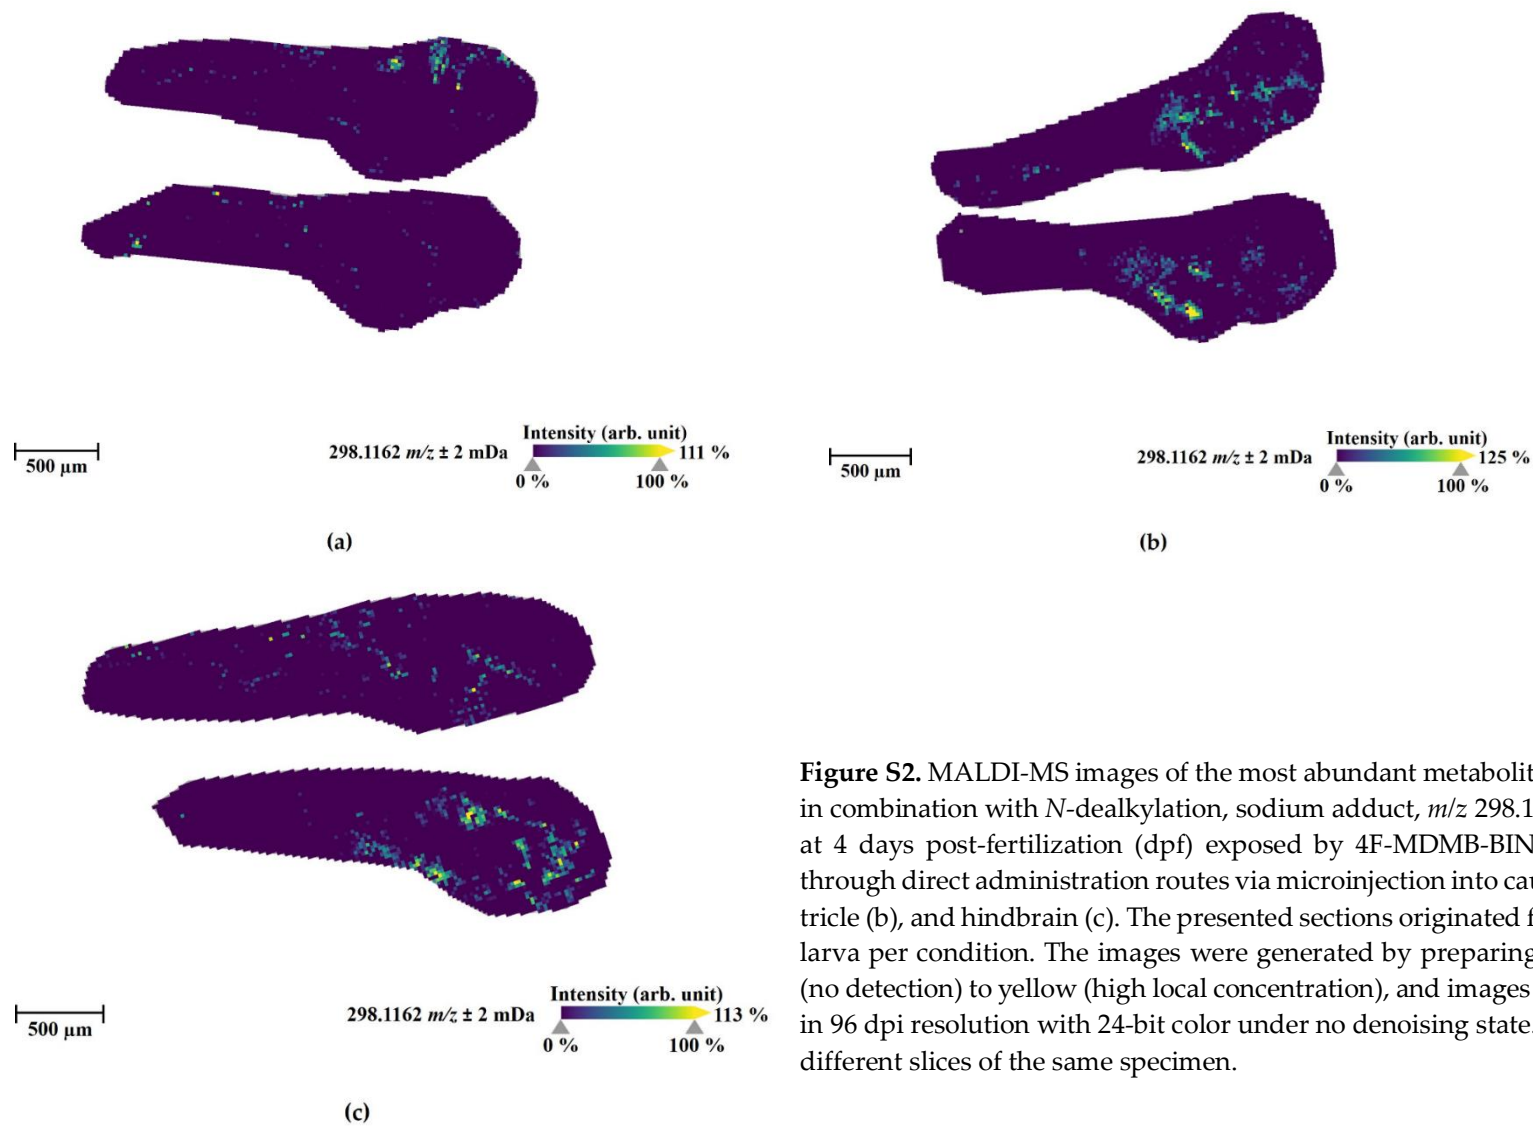 298.1162 m/z ± 2 mDa
Intensity (arb. unit)
111 %
0 %
100 %
500 µm
(a)
298.1162 m/z ± 2 mDa
Intensity (arb. unit)
125 %
0 %
100 %
500 µm
(b)
298.1162 m/z ± 2 mDa
Intensity (arb. unit)
113 %
0 %
100 %
500 µm
(c)
Figure S2. MALDI-MS images of the most abundant metabolit
in combination with N-dealkylation, sodium adduct, m/z 298.1
at 4 days post-fertilization (dpf) exposed by 4F-MDMB-BIN
through direct administration routes via microinjection into cau
tricle (b), and hindbrain (c). The presented sections originated f
larva per condition. The images were generated by preparing
(no detection) to yellow (high local concentration), and images
in 96 dpi resolution with 24-bit color under no denoising state.
different slices of the same specimen.